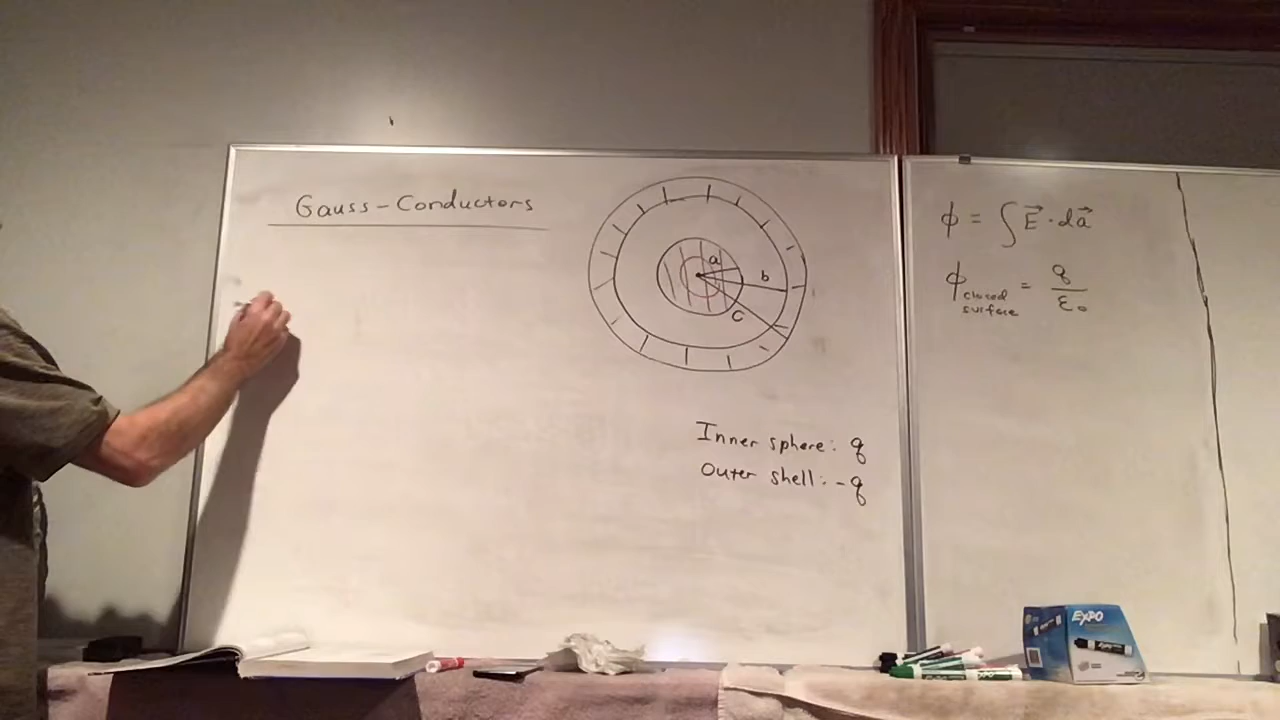 Gauss - Conductors
a
b
c
Inner sphere: q
Outer shell: -q
ϕ = ∫ E⃗ · da⃗
ϕ closed surface = q / ε₀
EXPO